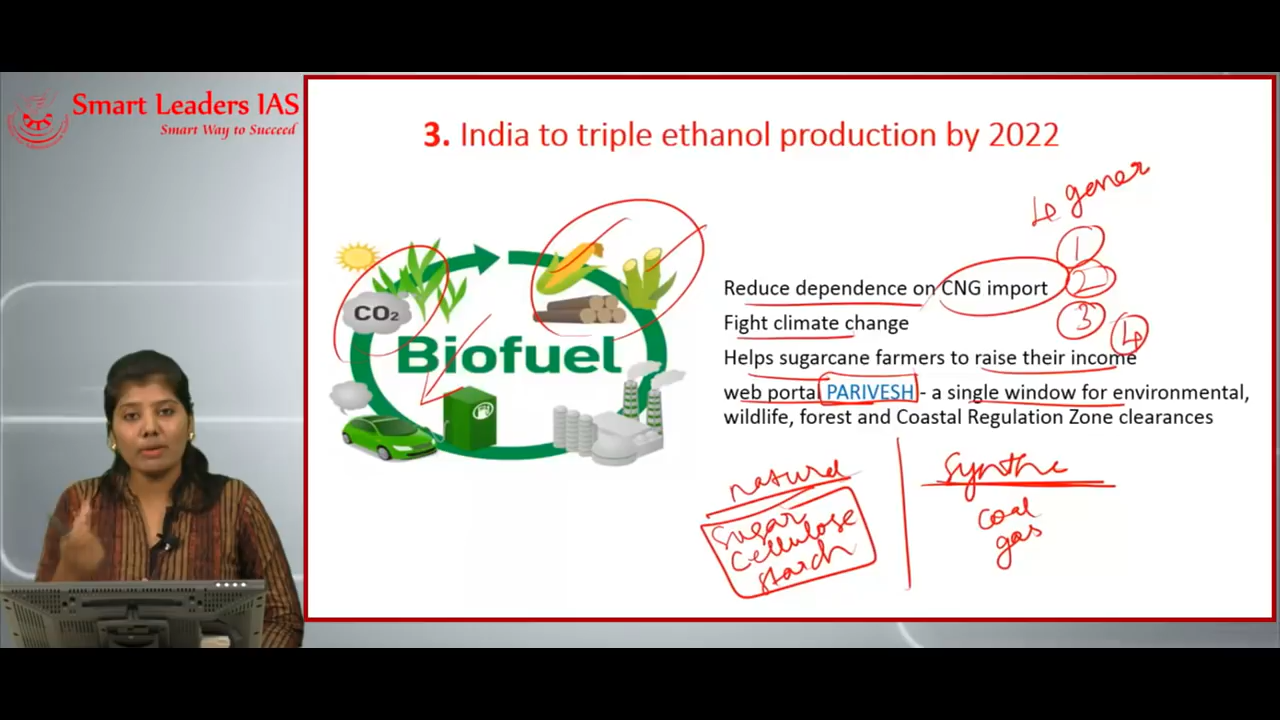 Smart Leaders IAS
Smart Way to Succeed
3. India to triple ethanol production by 2022
4 gener
1
2
3
4
CO2
Biofuel
Reduce dependence on CNG import
Fight climate change
Helps sugarcane farmers to raise their income
web portal PARIVESH - a single window for environmental,
wildlife, forest and Coastal Regulation Zone clearances
natural
Sugar
Cellulose
starch
Synthe
coal
gas